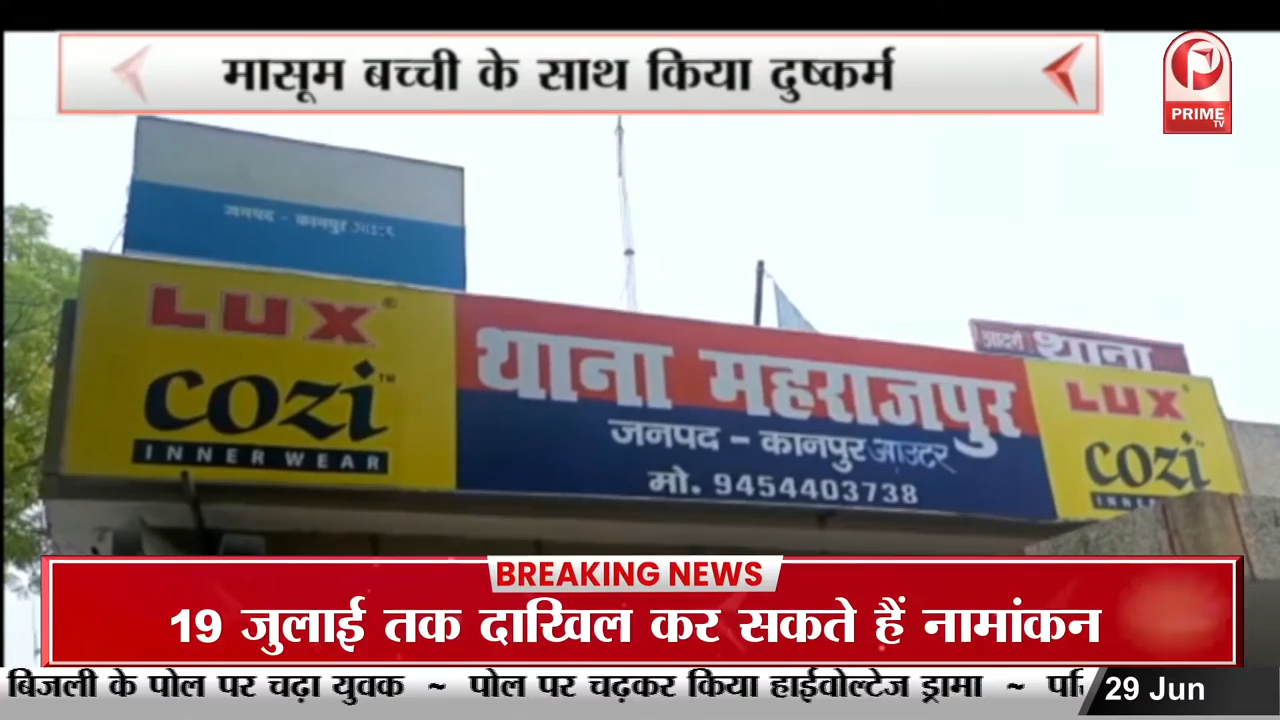 मासूम बच्ची के साथ किया दुष्कर्म
PRIME
TV
जनपद - कानपुर आउटर
LUX®
cozi™
INNER WEAR
थाना महाराजपुर
जनपद - कानपुर आउटर
मो. 9454403738
आदर्श थाना
LUX
cozi
BREAKING NEWS
19 जुलाई तक दाखिल कर सकते हैं नामांकन
बिजली के पोल पर चढ़ा युवक ~ पोल पर चढ़कर किया हाईवोल्टेज ड्रामा ~
29 Jun